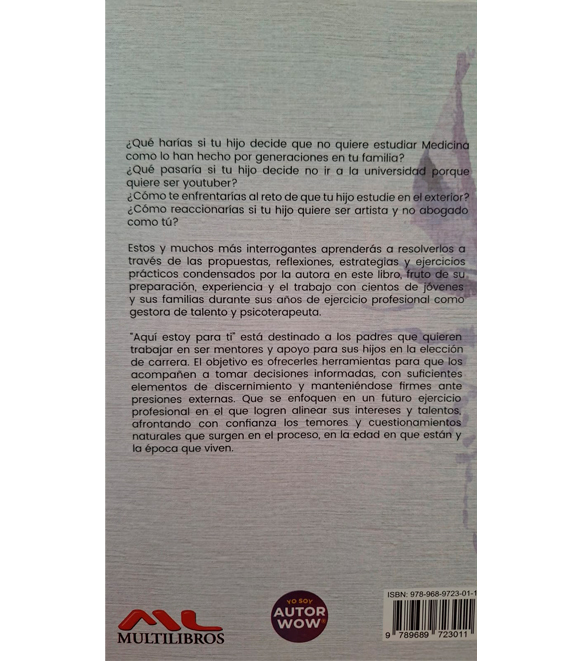 ¿Qué harías si tu hijo decide que no quiere estudiar Medicina
como lo han hecho por generaciones en tu familia?
¿Qué pasaría si tu hijo decide no ir a la universidad porque
quiere ser youtuber?
¿Cómo te enfrentarías al reto de que tu hijo estudie en el exterior?
¿Cómo reaccionarías si tu hijo quiere ser artista y no abogado
como tú?
Estos y muchos más interrogantes aprenderás a resolverlos a
través de las propuestas, reflexiones, estrategias y ejercicios
prácticos condensados por la autora en este libro, fruto de su
preparación, experiencia y el trabajo con cientos de jóvenes
y sus familias durante sus años de ejercicio profesional como
gestora de talento y psicoterapeuta.
"Aquí estoy para ti" está destinado a los padres que quieren
trabajar en ser mentores y apoyo para sus hijos en la elección
de carrera. El objetivo es ofrecerles herramientas para que los
acompañen a tomar decisiones informadas, con suficientes
elementos de discernimiento y manteniéndose firmes ante
presiones externas. Que se enfoquen en un futuro ejercicio
profesional en el que logren alinear sus intereses y talentos,
afrontando con confianza los temores y cuestionamientos
naturales que surgen en el proceso, en la edad en que están y
la época que viven.
ML
MULTILIBROS
YO SOY
AUTOR
WOW®
ISBN: 978-968-9723-01-1
9 789689 723011